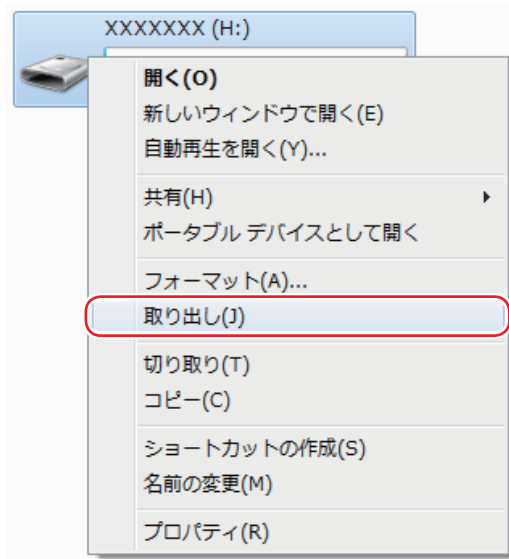 XXXXXXX (H:)
開く(O)
新しいウィンドウで開く(E)
自動再生を開く(Y)...
共有(H)
ポータブル デバイスとして開く
フォーマット(A)...
取り出し(J)
切り取り(T)
コピー(C)
ショートカットの作成(S)
名前の変更(M)
プロパティ(R)